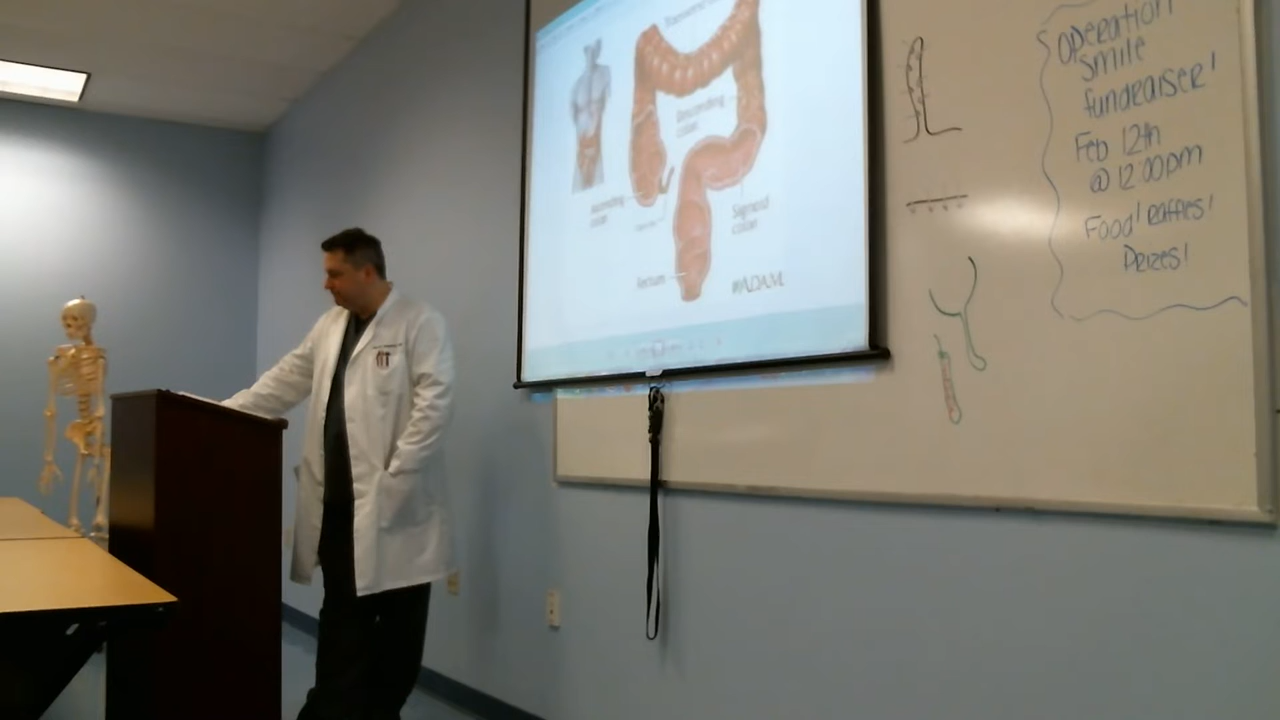 Transverse
Descending
colon
Ascending
colon
Sigmoid
colon
Rectum
ADAM.
Operation
Smile
fundraiser!
Feb 12th
@ 12:00pm
Food! Raffles!
Prizes!